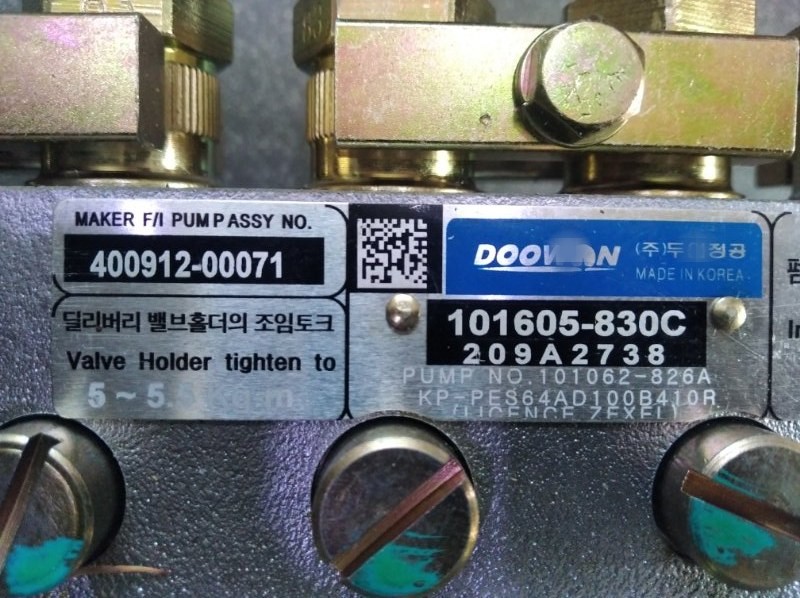 MAKER F/I PUMP ASSY NO.
400912-00071
딜리버리 밸브홀더의 조임토크
Valve Holder tighten to
5 ~ 5.5 kg.m
MADE IN KOREA
101605-830C
209A2738
PUMP NO. 101062-826A
KP-PES64AD100B410R
(LICENCE ZEXEL)
펌